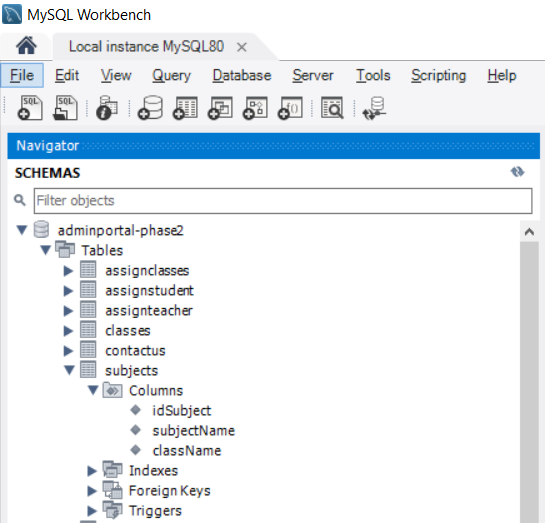 MySQL Workbench
Local instance MySQL80
File Edit View Query Database Server Tools Scripting Help
SQL SQL
Navigator
SCHEMAS
Filter objects
adminportal-phase2
Tables
assignclasses
assignstudent
assignteacher
classes
contactus
subjects
Columns
idSubject
subjectName
className
Indexes
Foreign Keys
Triggers